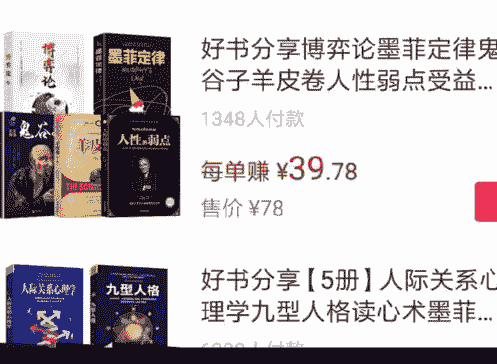 博弈论
墨菲定律
鬼谷子
羊皮卷
人性的弱点
好书分享博弈论墨菲定律鬼
谷子羊皮卷人性弱点受益...
1348人付款
每单赚 ¥39.78
售价 ¥78
人际关系心理学
九型人格
好书分享【5册】人际关系心
理学九型人格读心术墨菲...